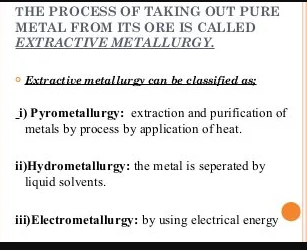 THE PROCESS OF TAKING OUT PURE
METAL FROM ITS ORE IS CALLED
EXTRACTIVE METALLURGY.
Extractive metallurgy can be classified as;
i) Pyrometallurgy: extraction and purification of
metals by process by application of heat.
ii)Hydrometallurgy: the metal is seperated by
liquid solvents.
iii)Electrometallurgy: by using electrical energy